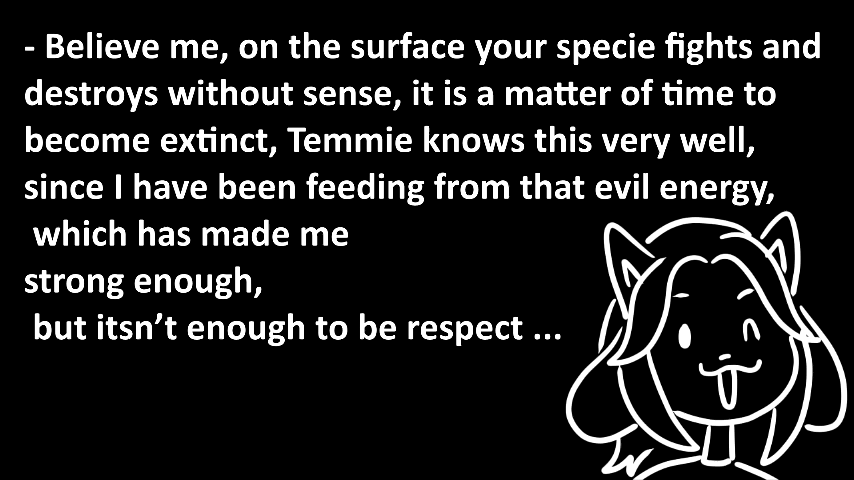 - Believe me, on the surface your specie fights and
destroys without sense, it is a matter of time to
become extinct, Temmie knows this very well,
since I have been feeding from that evil energy,
which has made me
strong enough,
but itsn’t enough to be respect ...